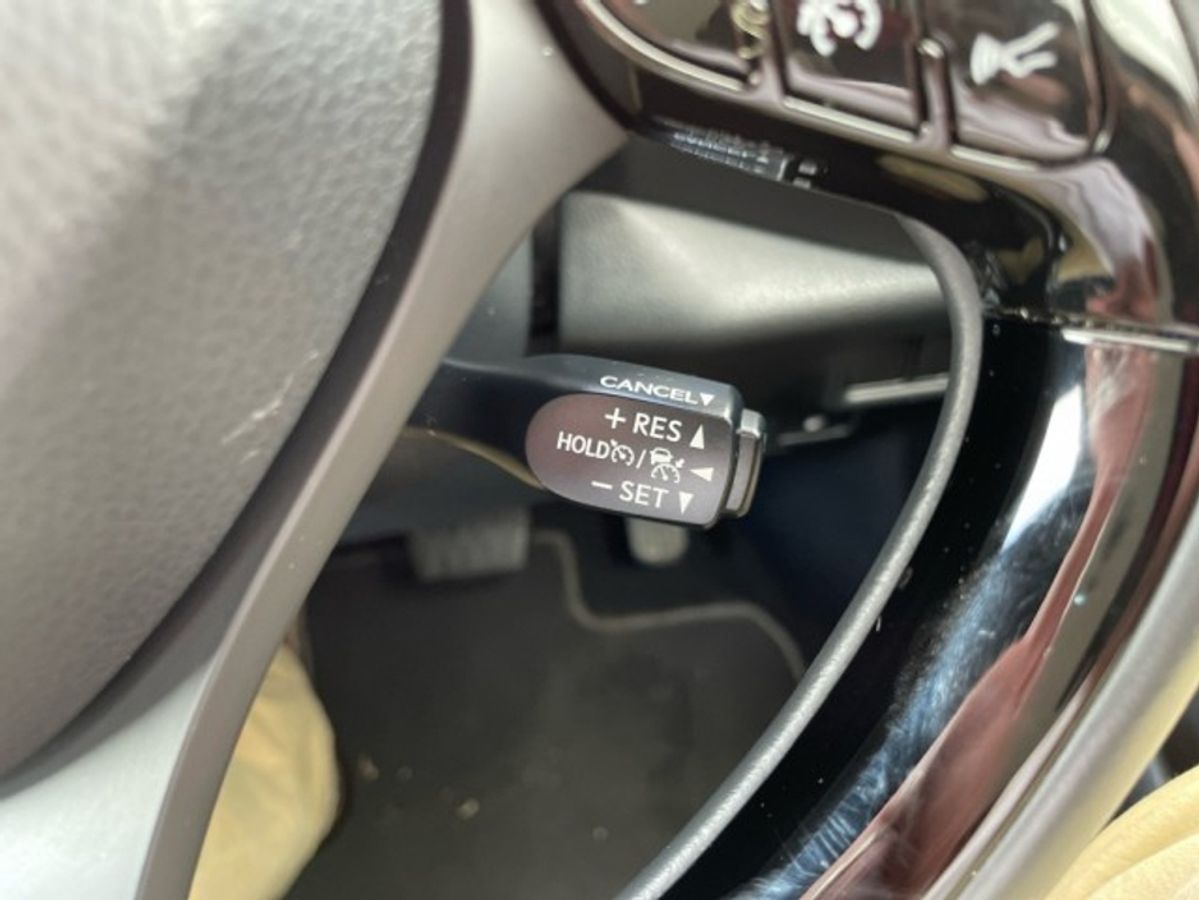 CANCEL▼
+ RES ▲
HOLD / ◀
− SET ▼